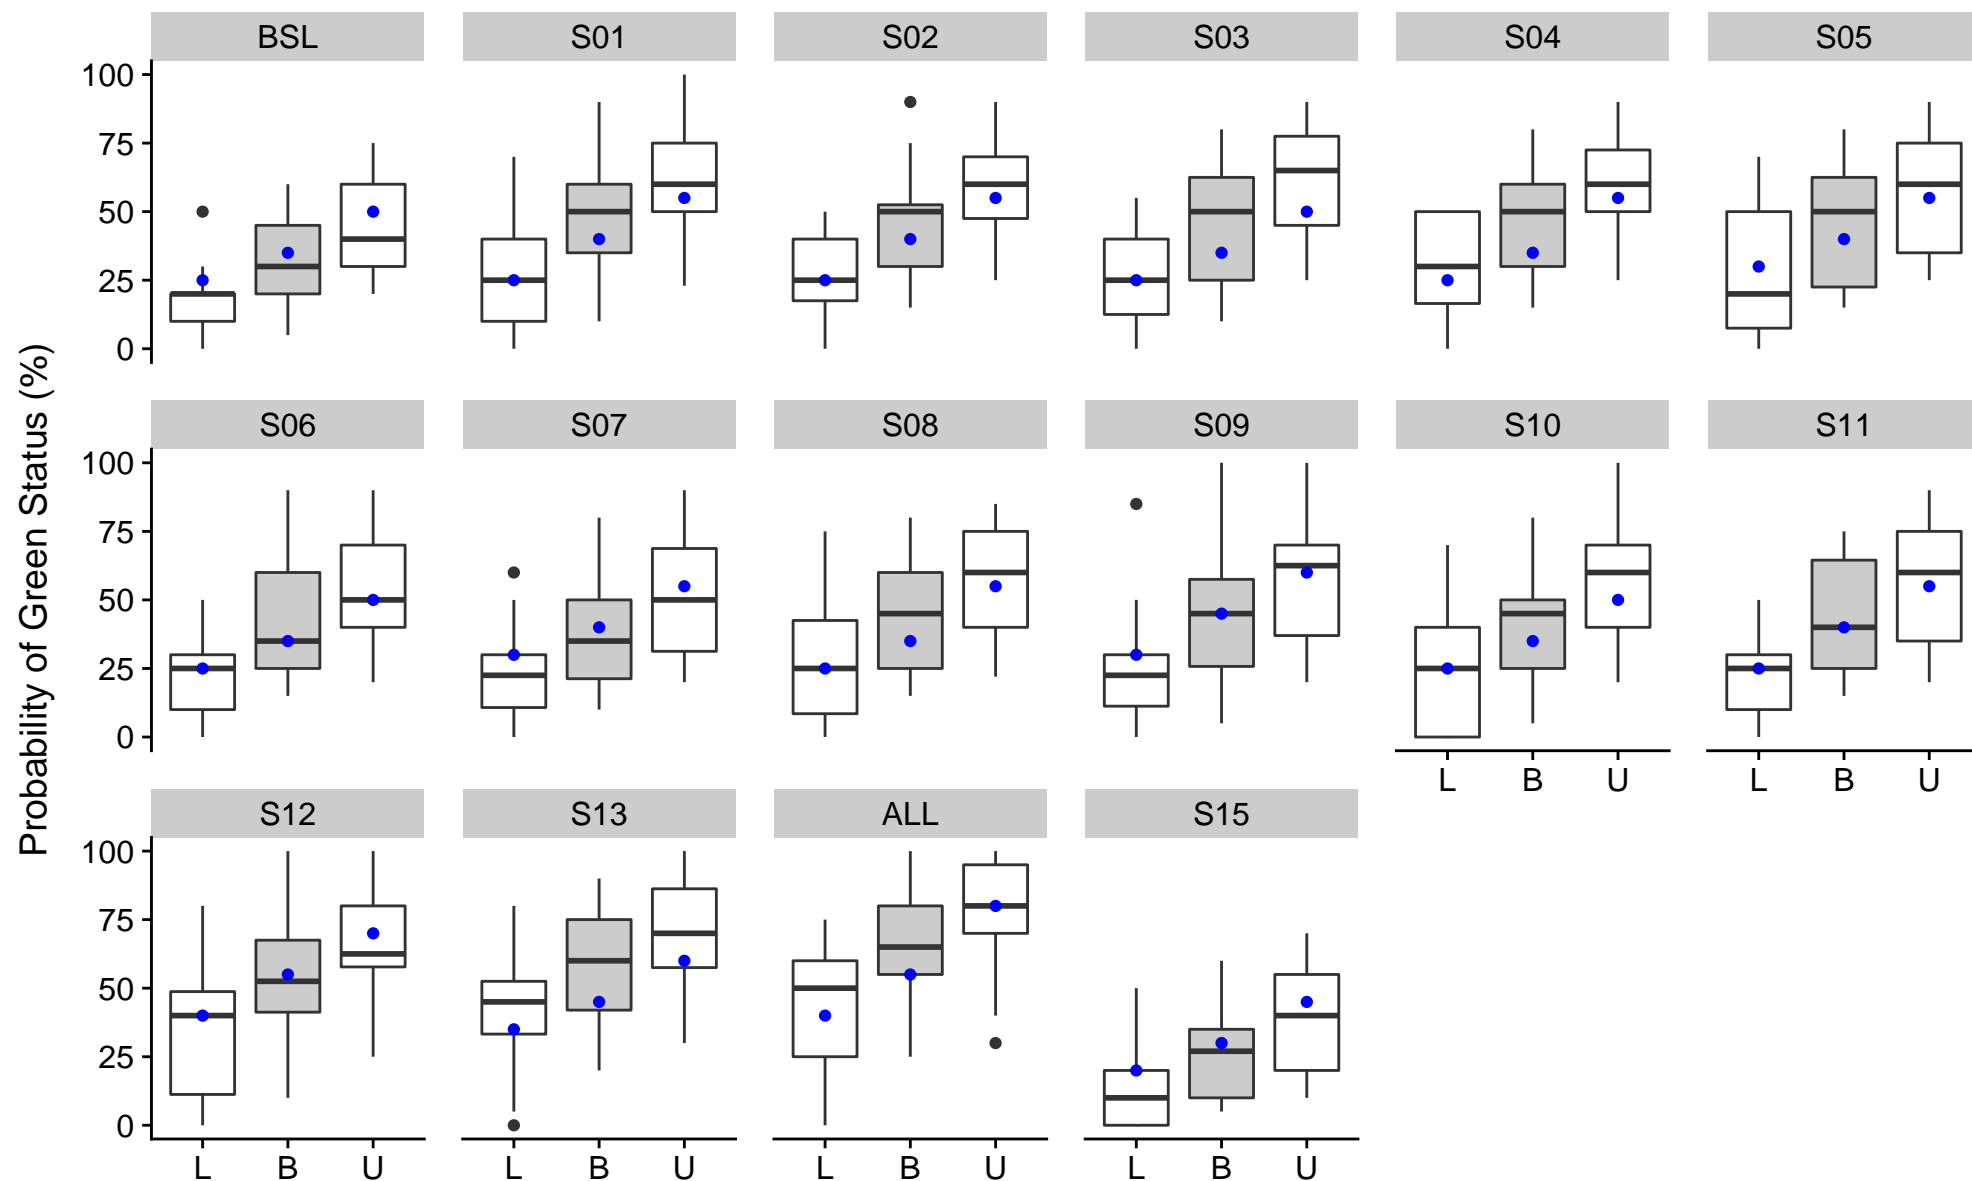 BSL S01 S02 S03 S04 S05
100
75
50
25
0
Probability of Green Status (%)
S06 S07 S08 S09 S10 S11
100
75
50
25
0
L B U L B U
S12 S13 ALL S15
100
75
50
25
0
L B U L B U L B U L B U